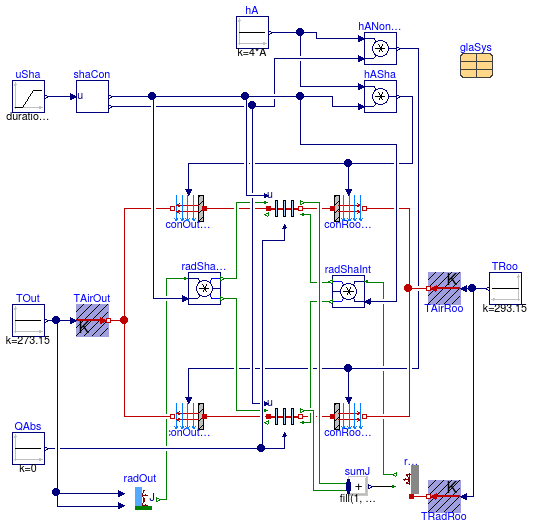 hA
k=4*A
hANon...
glaSys
uSha
duratio...
shaCon
u
hASha
u
conOut...
conRoo...
radSha...
radShaInt
TOut
k=273.15
TAirOut
K
K
TAirRoo
TRoo
k=293.15
u
conOut...
conRoo...
QAbs
k=0
radOut
J
sumJ
+
fill(1, ...
r...
K
TRadRoo